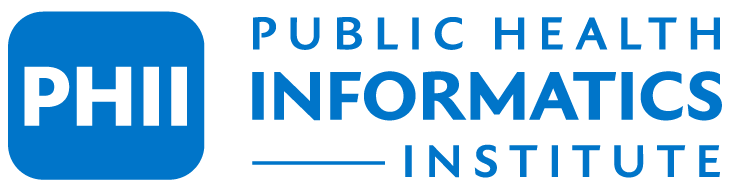 PHII
PUBLIC HEALTH
INFORMATICS
INSTITUTE